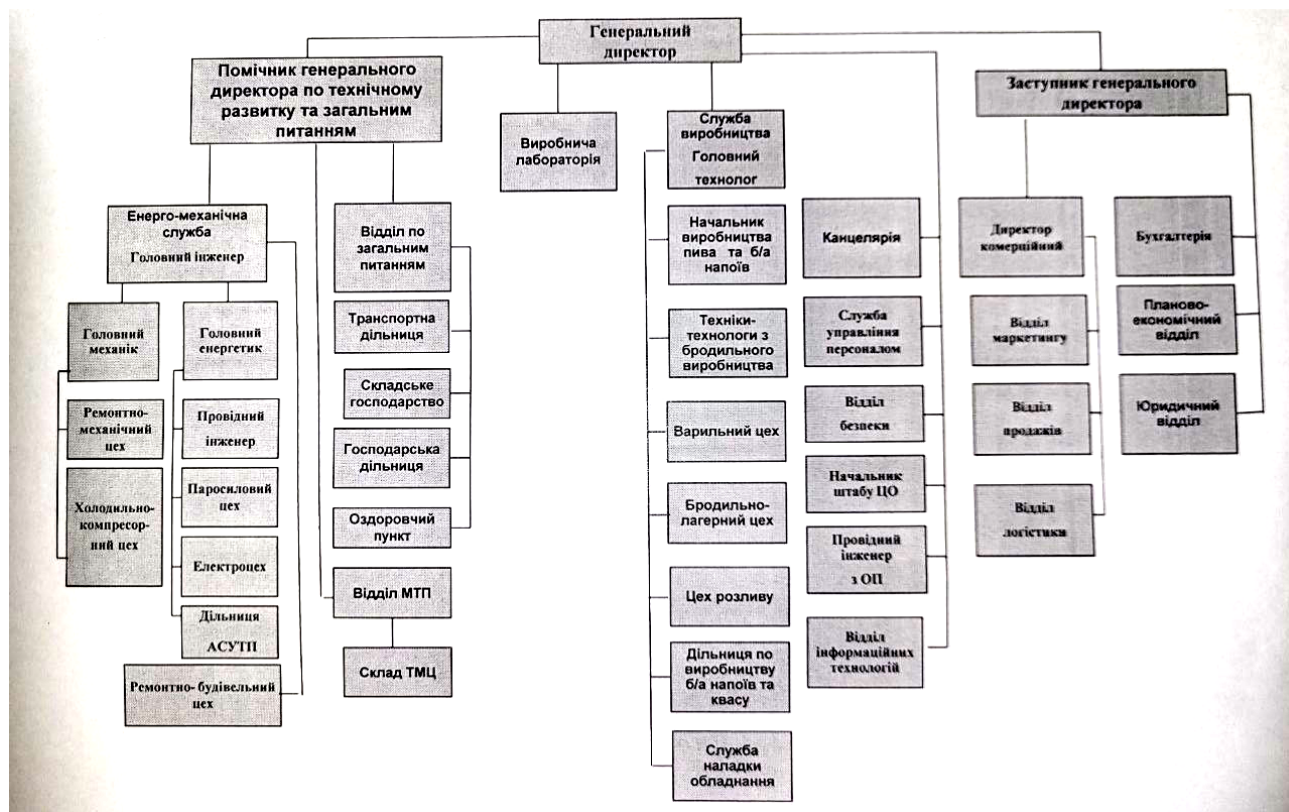 Генеральний
директор
Помічник генерального
директора по технічному
развитку та загальним
питанням
Заступник генерального
директора
Виробнича
лабораторія
Служба
виробництва
Головний
технолог
Енерго-механічна
служба
Головний інженер
Відділ по
загальним
питанням
Начальник
виробництва
пива та б/а
напоїв
Канцелярія
Директор
комерційний
Бухгалтерія
Головний
механік
Головний
енергетик
Транспортна
дільниця
Техніки-
технологи з
бродильного
виробництва
Служба
управління
персоналом
Відділ
маркетингу
Планово-
економічний
відділ
Складське
господарство
Ремонтно-
механічний
цех
Провідний
інженер
Господарська
дільниця
Варильний цех
Відділ
безпеки
Відділ
продажів
Юридичний
відділ
Холодильно-
компресор-
ний цех
Паросиловий
цех
Оздоровчий
пункт
Бродильно-
лагерний цех
Начальник
штабу ЦО
Відділ
логістики
Електроцех
Відділ МТП
Цех розливу
Провідний
інженер
з ОП
Дільниця
АСУТП
Склад ТМЦ
Дільниця по
виробництву
б/а напоїв та
квасу
Відділ
інформаційних
технологій
Ремонтно- будівельний
цех
Служба
наладки
обладнання